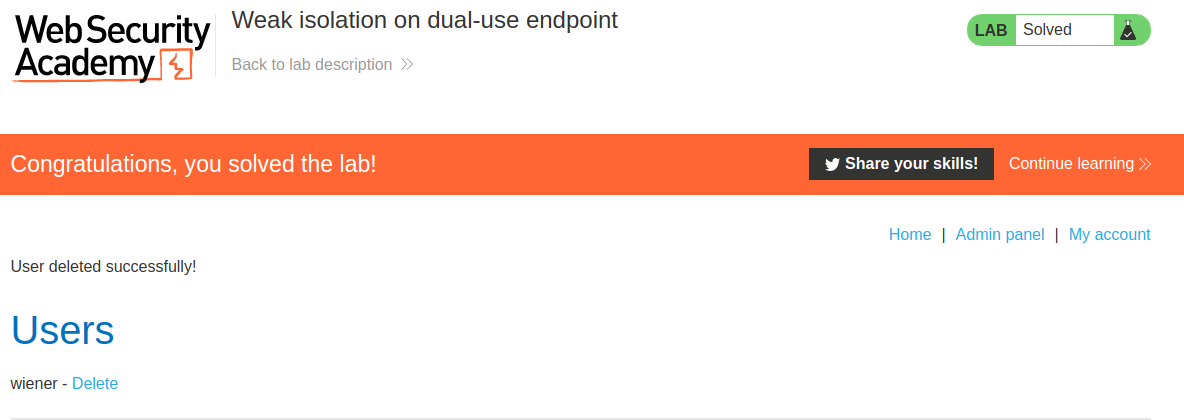 Web Security
Academy
Weak isolation on dual-use endpoint
Back to lab description
LAB Solved
Congratulations, you solved the lab!
Share your skills! Continue learning
Home | Admin panel | My account
User deleted successfully!
Users
wiener - Delete